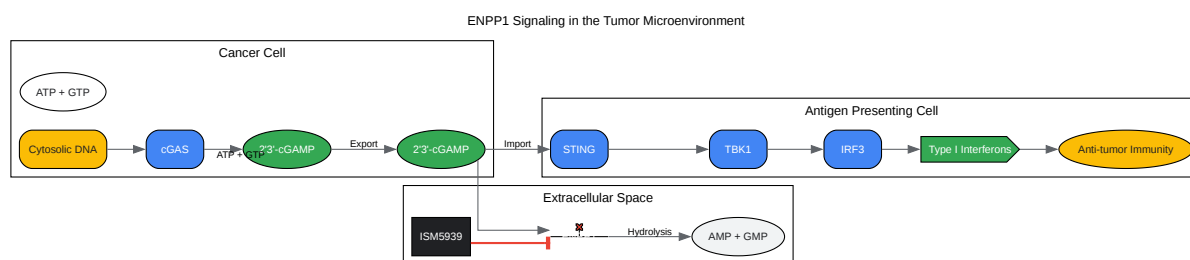 ENPP1 Signaling in the Tumor Microenvironment
Cancer Cell
ATP + GTP
Cytosolic DNA
cGAS
ATP + GTP
2'3'-cGAMP
Export
2'3'-cGAMP
Import
Antigen Presenting Cell
STING
TBK1
IRF3
Type I Interferons
Anti-tumor Immunity
Extracellular Space
ISM5939
Hydrolysis
AMP + GMP